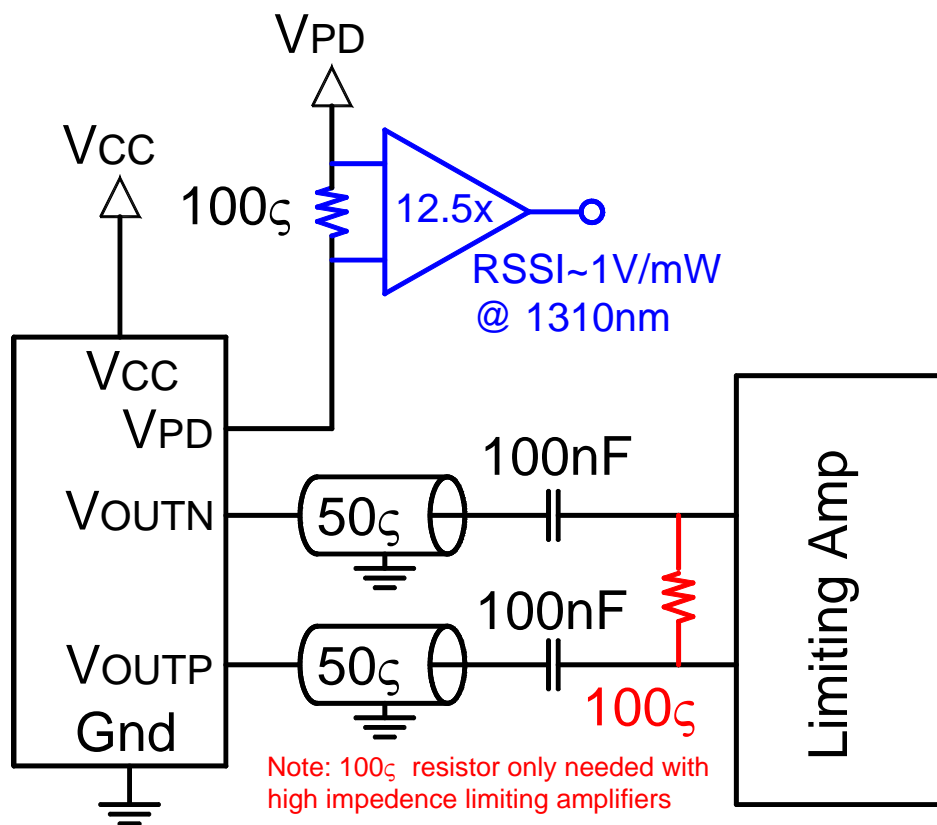 VPD
VCC
100ς
12.5x
RSSI~1V/mW
@ 1310nm
VCC
VPD
VOUTN
VOUTP
Gnd
50ς
100nF
50ς
100nF
100ς
Limiting Amp
Note: 100ς resistor only needed with
high impedence limiting amplifiers